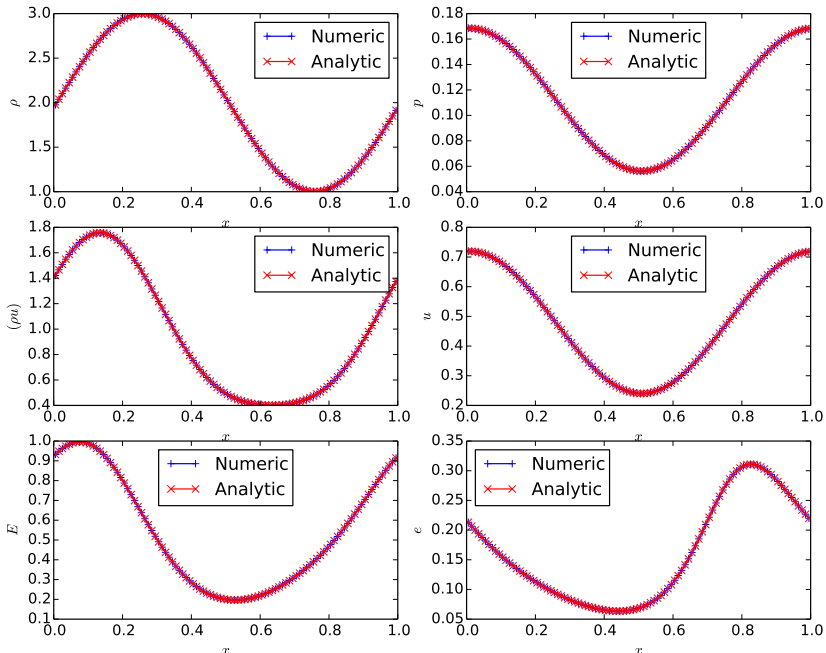 3.0
2.5
2.0
1.5
1.0
ρ
Numeric
Analytic
0.0 0.2 0.4 0.6 0.8 1.0
x
0.18
0.16
0.14
0.12
0.10
0.08
0.06
0.04
p
Numeric
Analytic
0.0 0.2 0.4 0.6 0.8 1.0
x
1.8
1.6
1.4
1.2
1.0
0.8
0.6
0.4
(ρu)
Numeric
Analytic
0.0 0.2 0.4 0.6 0.8 1.0
x
0.8
0.7
0.6
0.5
0.4
0.3
0.2
u
Numeric
Analytic
0.0 0.2 0.4 0.6 0.8 1.0
x
1.0
0.9
0.8
0.7
0.6
0.5
0.4
0.3
0.2
0.1
E
Numeric
Analytic
0.0 0.2 0.4 0.6 0.8 1.0
x
0.35
0.30
0.25
0.20
0.15
0.10
0.05
e
Numeric
Analytic
0.0 0.2 0.4 0.6 0.8 1.0
x